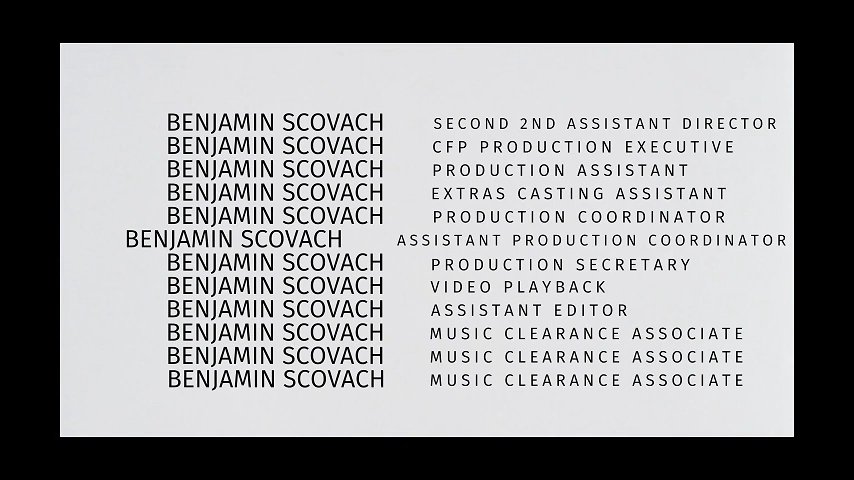 BENJAMIN SCOVACH SECOND 2ND ASSISTANT DIRECTOR
BENJAMIN SCOVACH CFP PRODUCTION EXECUTIVE
BENJAMIN SCOVACH PRODUCTION ASSISTANT
BENJAMIN SCOVACH EXTRAS CASTING ASSISTANT
BENJAMIN SCOVACH PRODUCTION COORDINATOR
BENJAMIN SCOVACH ASSISTANT PRODUCTION COORDINATOR
BENJAMIN SCOVACH PRODUCTION SECRETARY
BENJAMIN SCOVACH VIDEO PLAYBACK
BENJAMIN SCOVACH ASSISTANT EDITOR
BENJAMIN SCOVACH MUSIC CLEARANCE ASSOCIATE
BENJAMIN SCOVACH MUSIC CLEARANCE ASSOCIATE
BENJAMIN SCOVACH MUSIC CLEARANCE ASSOCIATE